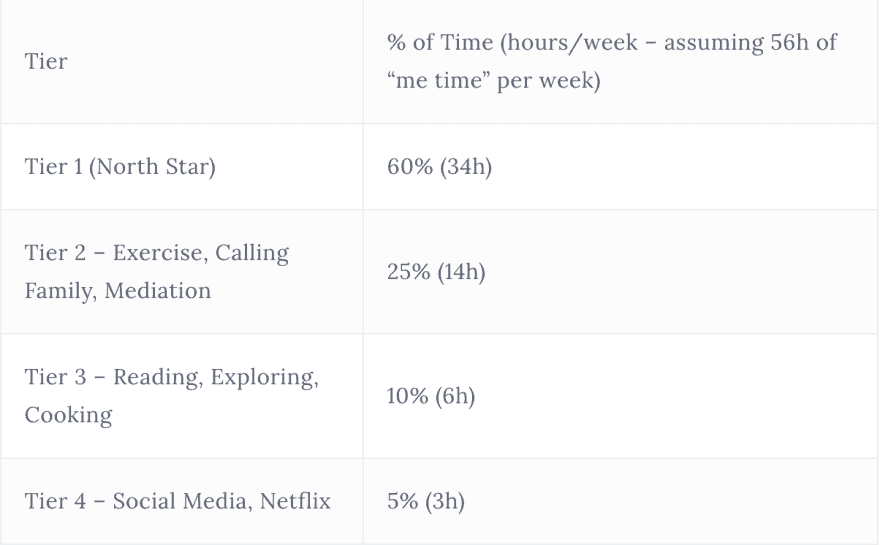 Tier
% of Time (hours/week – assuming 56h of
“me time” per week)
Tier 1 (North Star)
60% (34h)
Tier 2 – Exercise, Calling
Family, Mediation
25% (14h)
Tier 3 – Reading, Exploring,
Cooking
10% (6h)
Tier 4 – Social Media, Netflix
5% (3h)